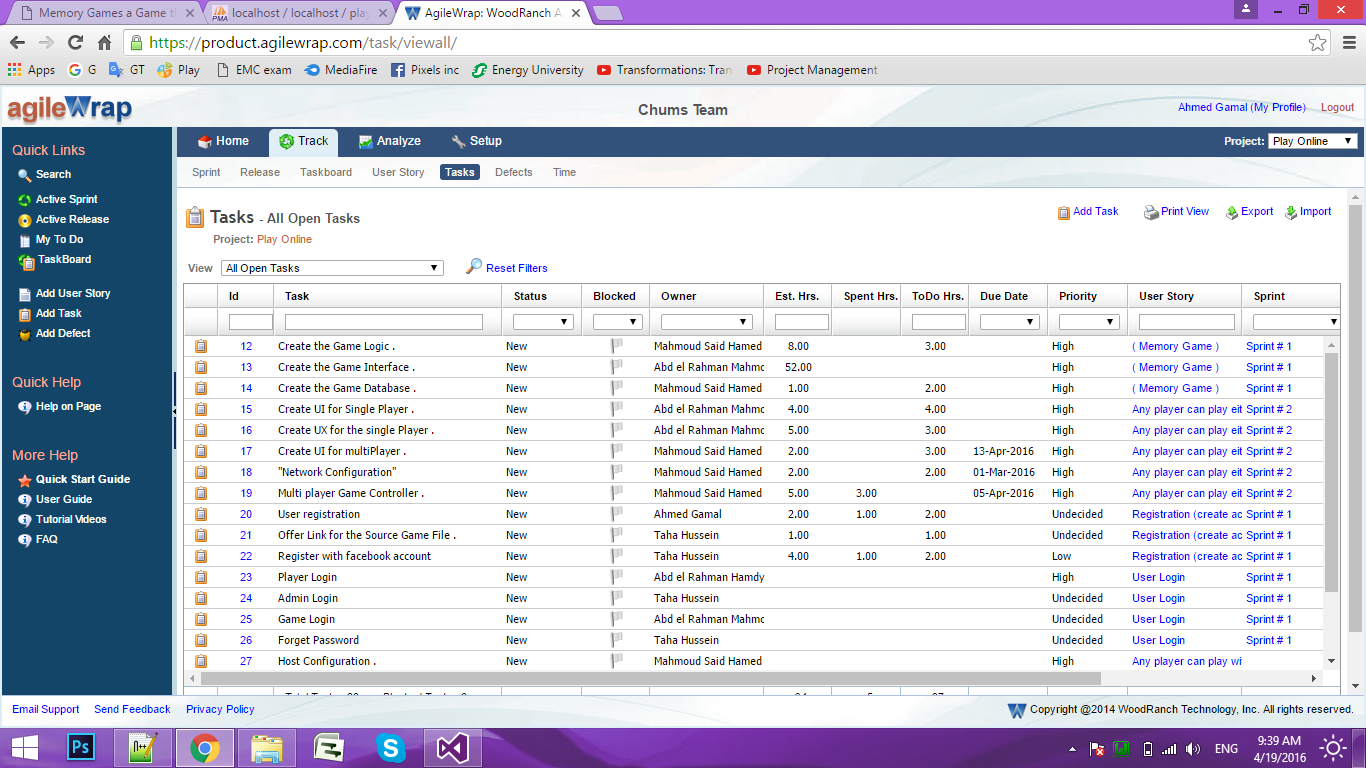 Memory Games a Game t
localhost / localhost / pla
AgileWrap: WoodRanch A
https://product.agilewrap.com/task/viewall/
Apps G GT Play EMC exam MediaFire Pixels inc Energy University Transformations: Tran Project Management
agileWrap
Chums Team
Ahmed Gamal (My Profile) Logout
Home Track Analyze Setup
Project: Play Online
Sprint Release Taskboard User Story Tasks Defects Time
Quick Links
Search
Active Sprint
Active Release
My To Do
TaskBoard
Add User Story
Add Task
Add Defect
Quick Help
Help on Page
More Help
Quick Start Guide
User Guide
Tutorial Videos
FAQ
Tasks - All Open Tasks
Add Task Print View Export Import
Project: Play Online
View All Open Tasks Reset Filters
Id Task Status Blocked Owner Est. Hrs. Spent Hrs. ToDo Hrs. Due Date Priority User Story Sprint
12 Create the Game Logic . New Mahmoud Said Hamed 8.00 3.00 High ( Memory Game ) Sprint # 1
13 Create the Game Interface . New Abd el Rahman Mahmo 52.00 High ( Memory Game ) Sprint # 1
14 Create the Game Database . New Mahmoud Said Hamed 1.00 2.00 High ( Memory Game ) Sprint # 1
15 Create UI for Single Player . New Abd el Rahman Mahmo 4.00 4.00 High Any player can play eit Sprint # 2
16 Create UX for the single Player . New Abd el Rahman Mahmo 5.00 3.00 High Any player can play eit Sprint # 2
17 Create UI for multiPlayer . New Mahmoud Said Hamed 2.00 3.00 13-Apr-2016 High Any player can play eit Sprint # 2
18 "Network Configuration" New Mahmoud Said Hamed 2.00 2.00 01-Mar-2016 High Any player can play eit Sprint # 2
19 Multi player Game Controller . New Mahmoud Said Hamed 5.00 3.00 05-Apr-2016 High Any player can play eit Sprint # 2
20 User registration New Ahmed Gamal 2.00 1.00 2.00 Undecided Registration (create ac Sprint # 1
21 Offer Link for the Source Game File . New Taha Hussein 1.00 1.00 Undecided Registration (create ac Sprint # 1
22 Register with facebook account New Taha Hussein 4.00 1.00 2.00 Low Registration (create ac Sprint # 1
23 Player Login New Abd el Rahman Hamdy High User Login Sprint # 1
24 Admin Login New Taha Hussein Undecided User Login Sprint # 1
25 Game Login New Abd el Rahman Mahmo Undecided User Login Sprint # 1
26 Forget Password New Taha Hussein Undecided User Login Sprint # 1
27 Host Configuration . New Mahmoud Said Hamed High Any player can play wi
Email Support Send Feedback Privacy Policy
Copyright @2014 WoodRanch Technology, Inc. All rights reserved.
ENG 9:39 AM
4/19/2016